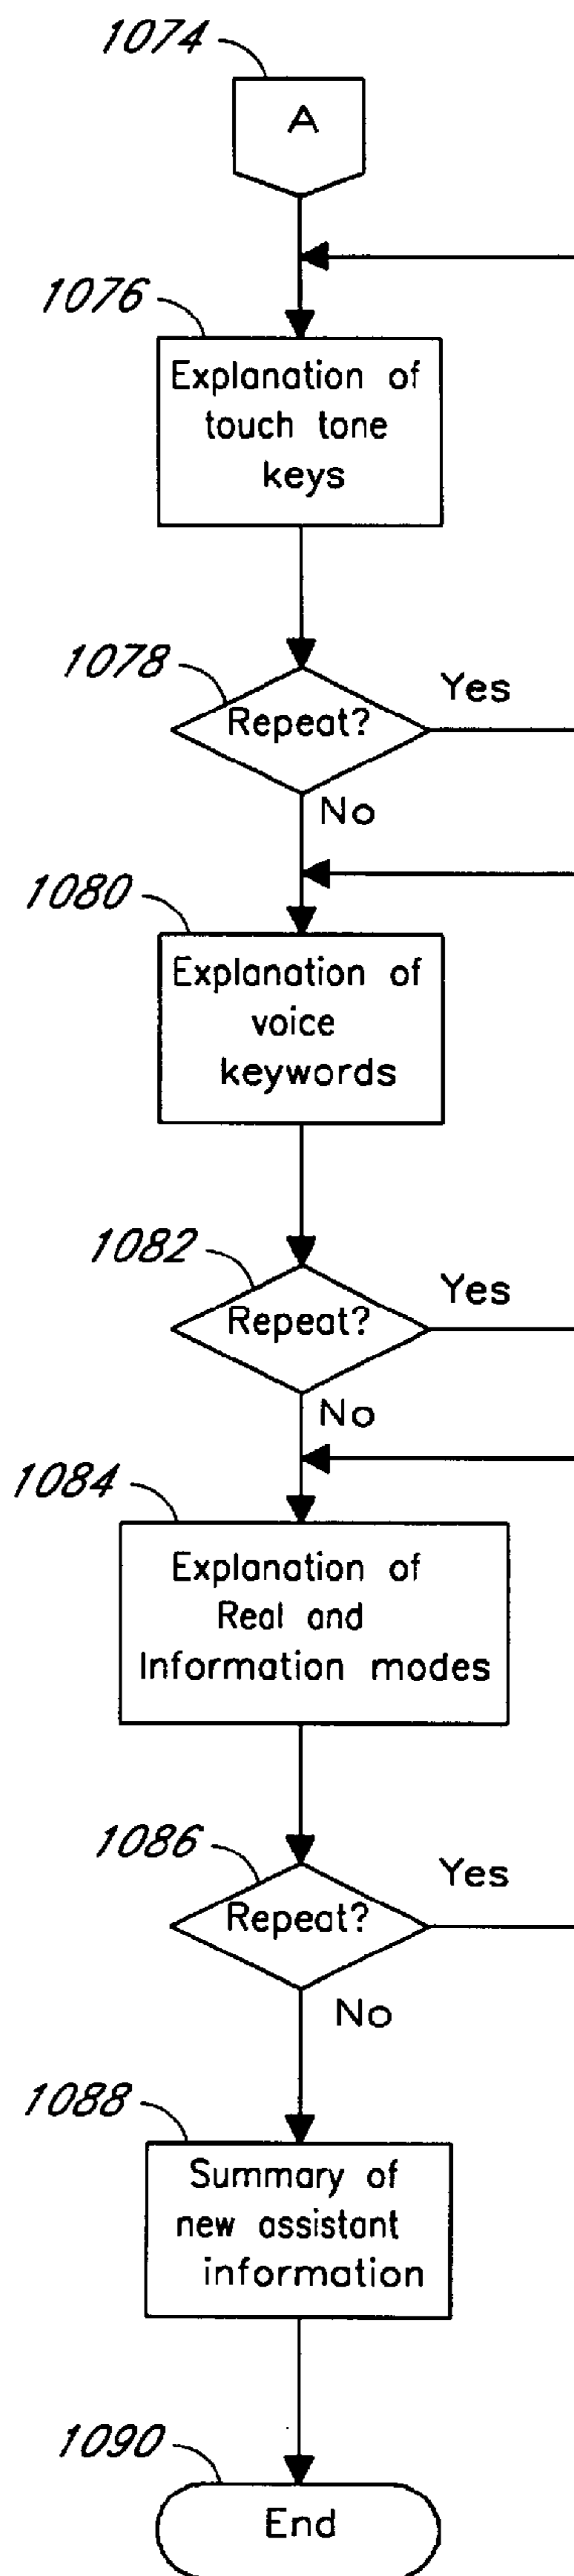 1074
A
1076
Explanation of
touch tone
keys
1078
Repeat?
Yes
No
1080
Explanation of
voice
keywords
1082
Repeat?
Yes
No
1084
Explanation of
Real and
Information modes
1086
Repeat?
Yes
No
1088
Summary of
new assistant
information
1090
End